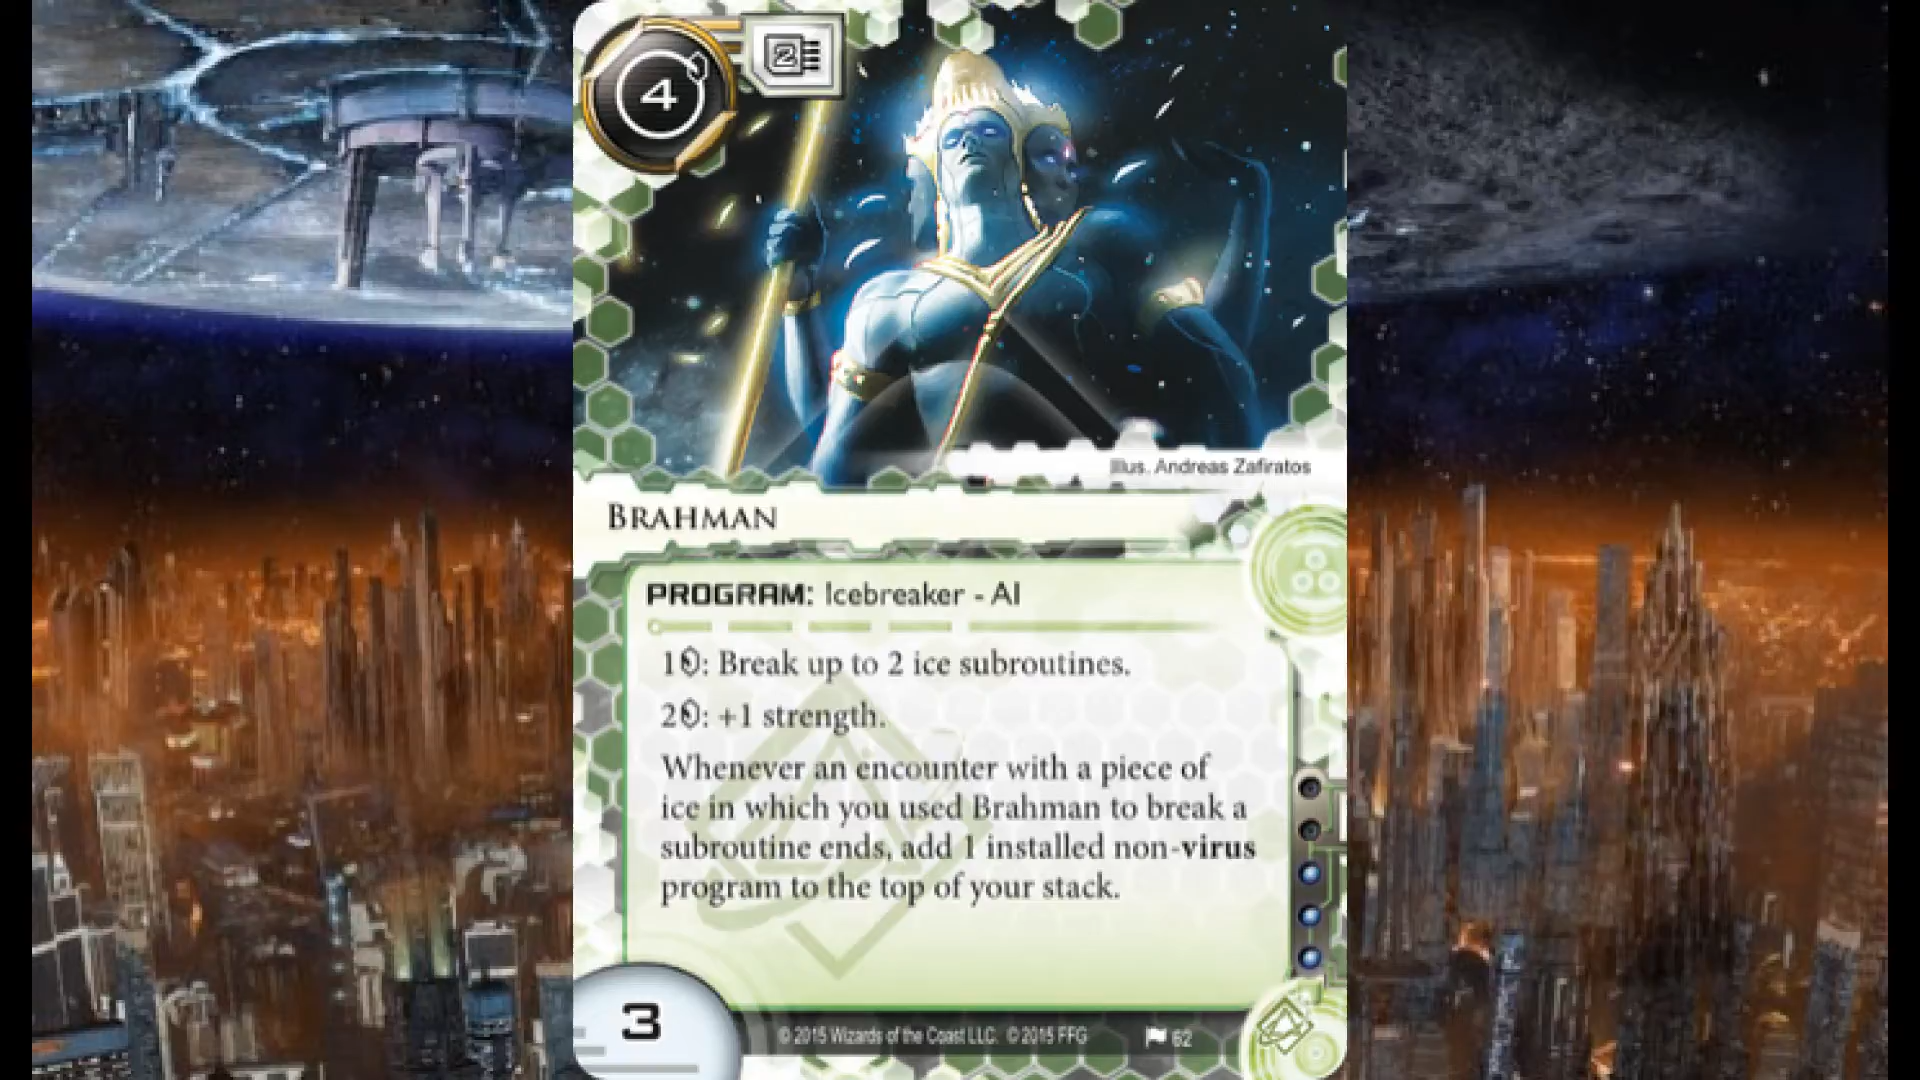 4
2
Illus. Andreas Zafiratos
BRAHMAN
PROGRAM: Icebreaker - AI
1: Break up to 2 ice subroutines.
2: +1 strength.
Whenever an encounter with a piece of
ice in which you used Brahman to break a
subroutine ends, add 1 installed non-virus
program to the top of your stack.
3
© 2015 Wizards of the Coast LLC. © 2015 FFG
62